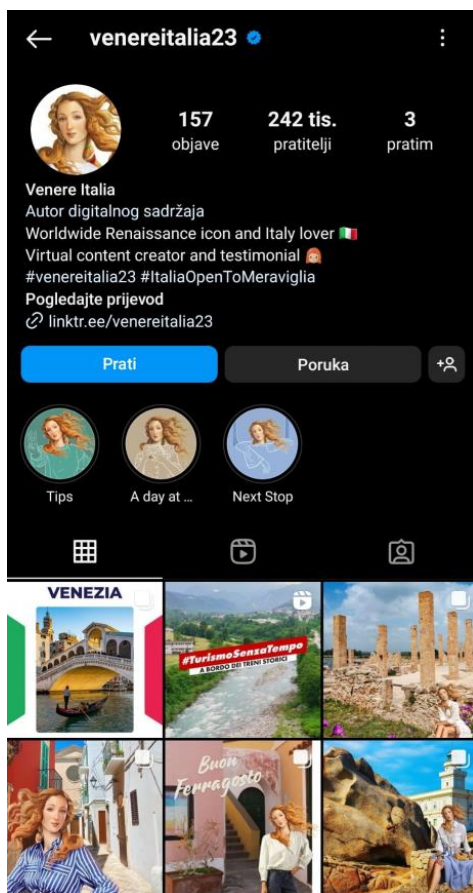 venereitalia23
157
242 tis.
3
objave
pratitelji
pratim
Venere Italia
Autor digitalnog sadržaja
Worldwide Renaissance icon and Italy lover 🇮🇹
Virtual content creator and testimonial 👩🏻‍🦰
#venereitalia23 #ItaliaOpenToMeraviglia
Pogledajte prijevod
linktr.ee/venereitalia23
Prati
Poruka
Tips
A day at ...
Next Stop
VENEZIA
#TurismoSenzaTempo
A BORDO DEI TRENI STORICI
Buon
Ferragosto